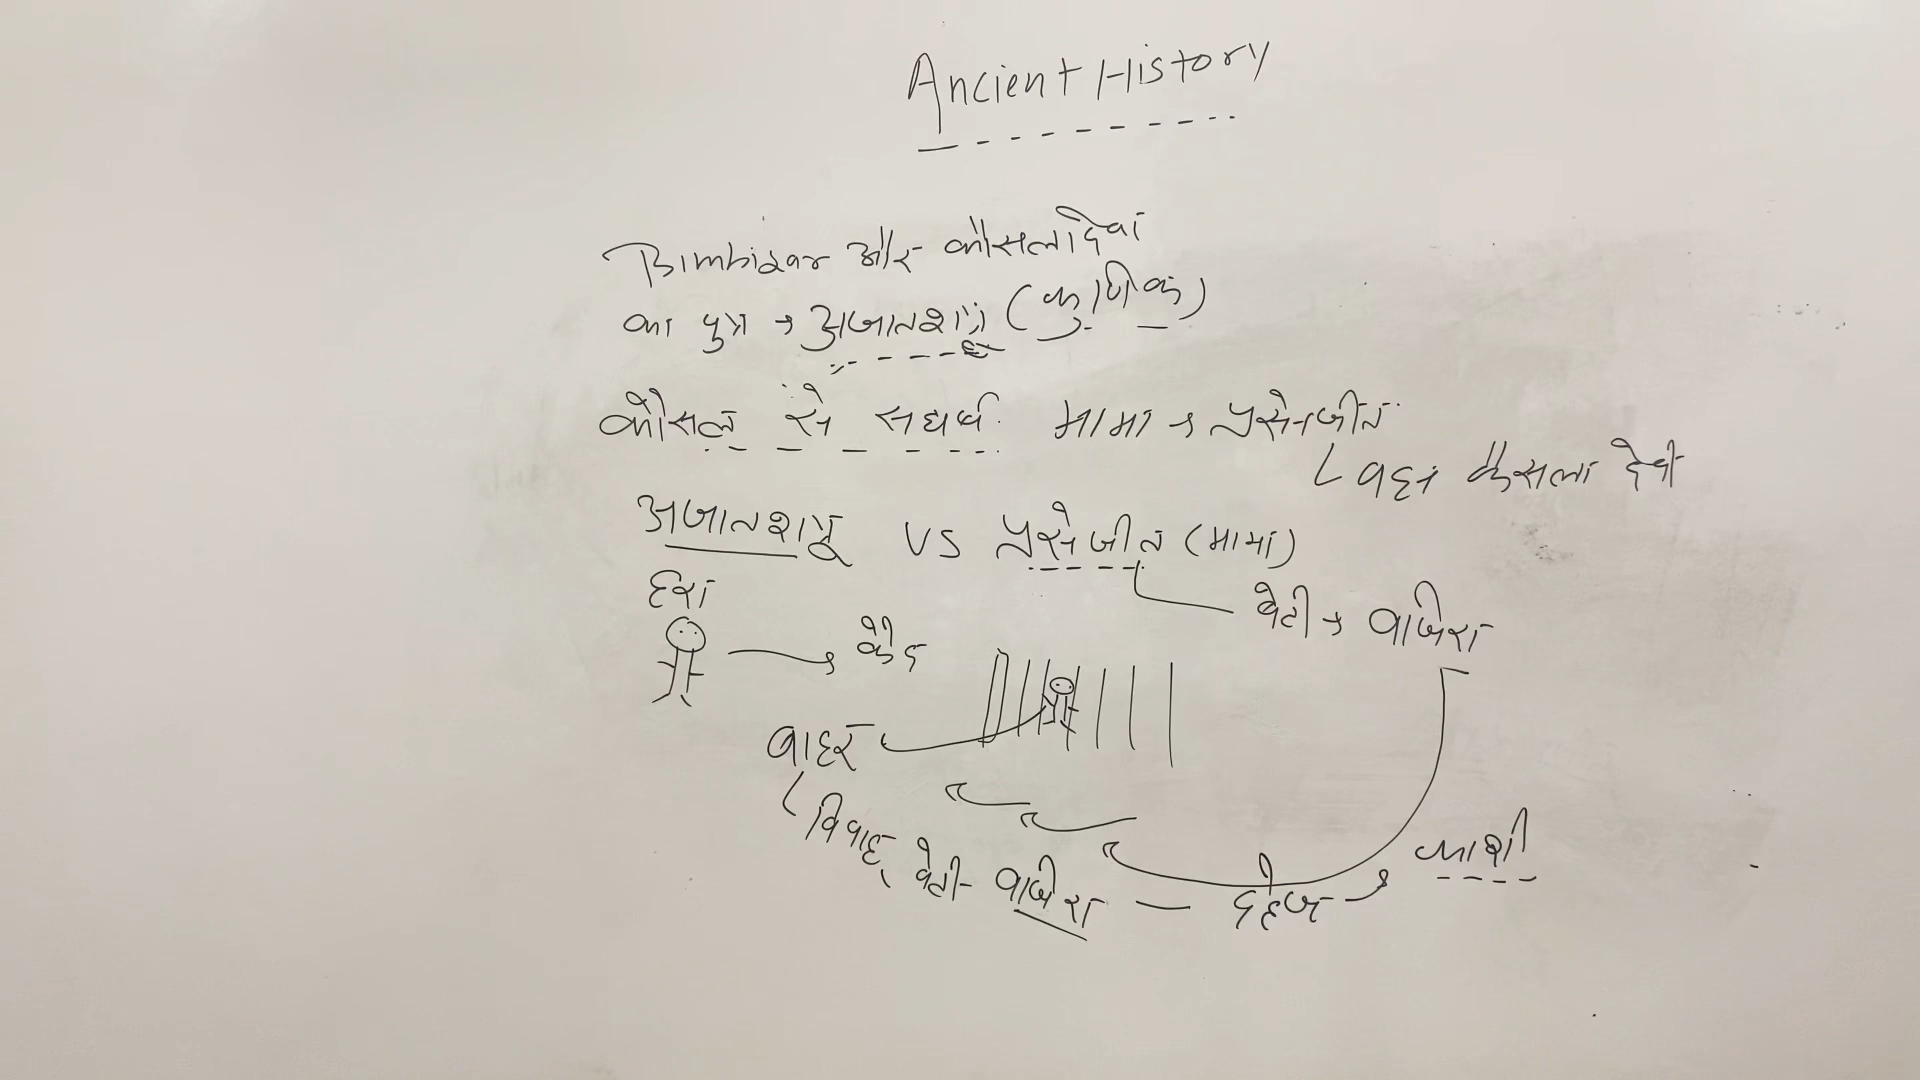 Ancient History
Bimbisar और कोसलादेवी
का पुत्र → अजातशत्रु (कुणिक)
कोसल से संघर्ष मामा → प्रसेनजीत
बहन कोसला देवी
अजातशत्रु VS प्रसेजीत (मामा)
हरा
बेटी → वाजिरा
कैद
बाहर
विवाह, बेटी - वाजिरा — दहेज → काशी